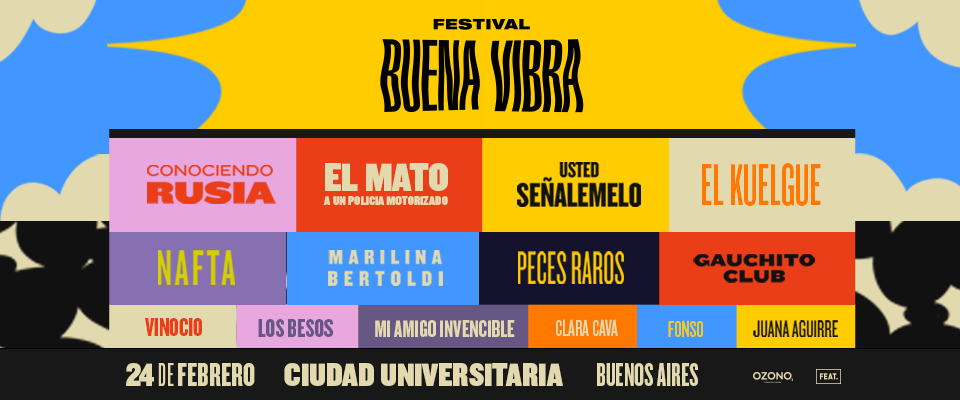 FESTIVAL
BUENA VIBRA
CONOCIENDO
RUSIA
EL MATO
A UN POLICIA MOTORIZADO
USTED
SEÑALEMELO
EL KUELGUE
NAFTA
MARILINA
BERTOLDI
PECES RAROS
GAUCHITO
CLUB
VINOCIO
LOS BESOS
MI AMIGO INVENCIBLE
CLARA CAVA
FONSO
JUANA AGUIRRE
24 DE FEBRERO
CIUDAD UNIVERSITARIA
BUENOS AIRES
OZONO
FEAT.